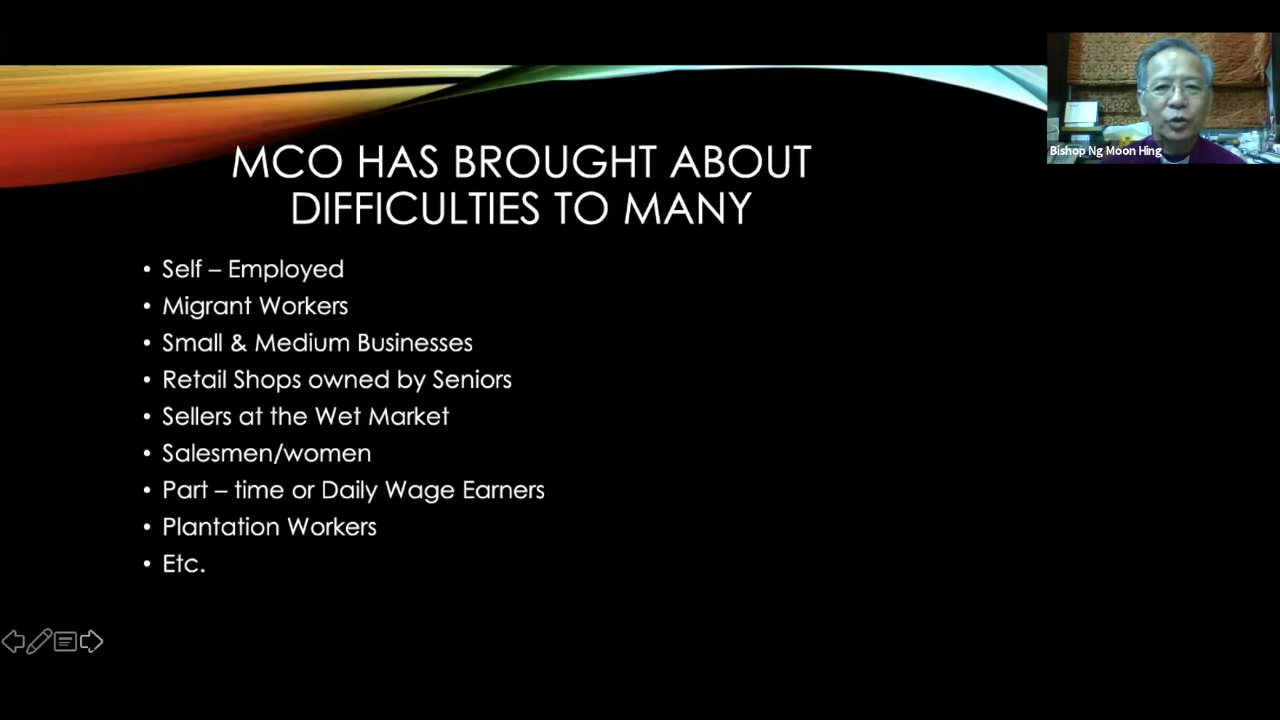 MCO HAS BROUGHT ABOUT
DIFFICULTIES TO MANY
• Self – Employed
• Migrant Workers
• Small & Medium Businesses
• Retail Shops owned by Seniors
• Sellers at the Wet Market
• Salesmen/women
• Part – time or Daily Wage Earners
• Plantation Workers
• Etc.
Bishop Ng Moon Hing